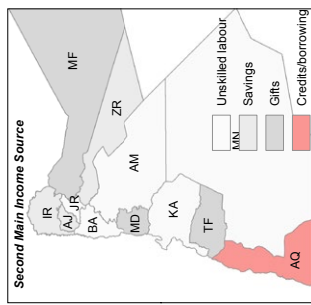 Second Main Income Source
MF
IR
ZR
AJ
JR
BA
AM
MD
KA
TF
AQ
MN
Unskilled labour
Savings
Gifts
Credits/borrowing